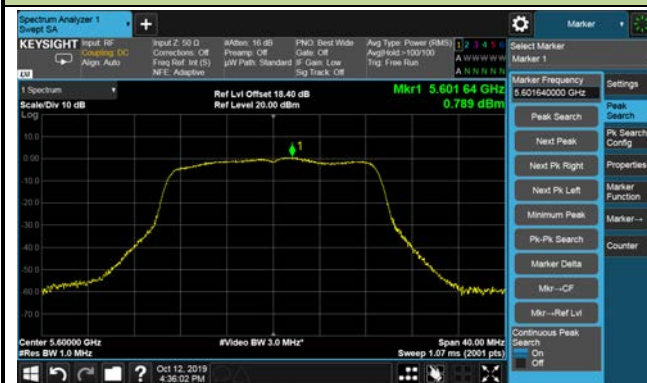 Spectrum Analyzer 1
Swept SA
+
Marker
KEYSIGHT
Input: RF
Coupling: DC
Align: Auto
Input Z: 50 Ω
Corrections: Off
Freq Ref: Int (S)
NFE: Adaptive
#Atten: 16 dB
Preamp: Off
µW Path: Standard
PNO: Best Wide
Gate: Off
IF Gain: Low
Sig Track: Off
Avg Type: Power (RMS)
Avg|Hold:>100/100
Trig: Free Run
1 2 3 4 5 6
A W W W W W
A N N N N N
LXI
Select Marker
Marker 1
Marker Frequency
5.601640000 GHz
Settings
Peak Search
Next Peak
Next Pk Right
Next Pk Left
Minimum Peak
Pk-Pk Search
Marker Delta
Mkr→CF
Mkr→Ref Lvl
Continuous Peak
Search
On
Off
Peak
Search
Pk Search
Config
Properties
Marker
Function
Marker→
Counter
1 Spectrum
Scale/Div 10 dB
Log
Ref Lvl Offset 18.40 dB
Ref Level 20.00 dBm
Mkr1 5.601 64 GHz
0.789 dBm
1
10.0
0.00
-10.0
-20.0
-30.0
-40.0
-50.0
-60.0
-70.0
Center 5.60000 GHz
#Res BW 1.0 MHz
#Video BW 3.0 MHz*
Span 40.00 MHz
Sweep 1.07 ms (2001 pts)
?
Oct 12, 2019
4:36:02 PM